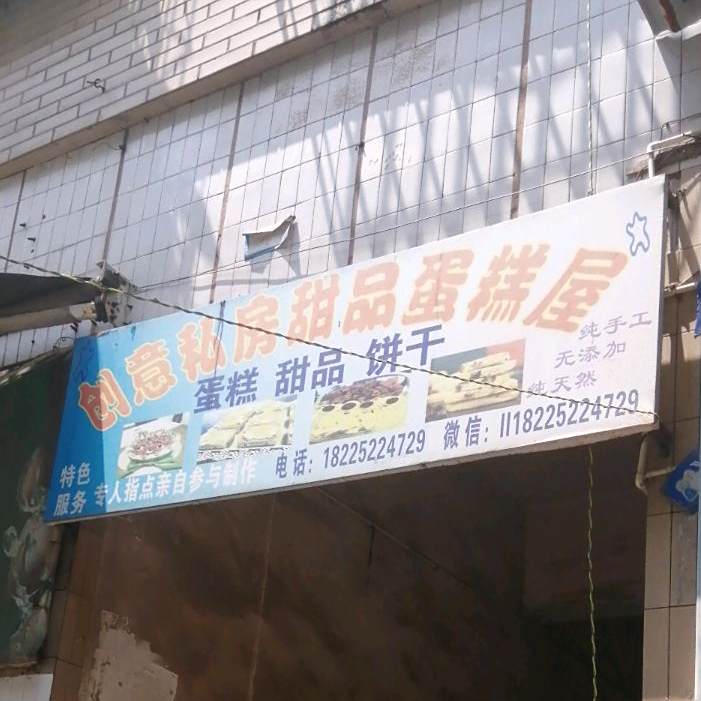 创意私房甜品蛋糕屋
蛋糕 甜品 饼干
纯手工
无添加
纯天然
特色
服务 专人指点亲自参与制作
电话：18225224729 微信：ll18225224729